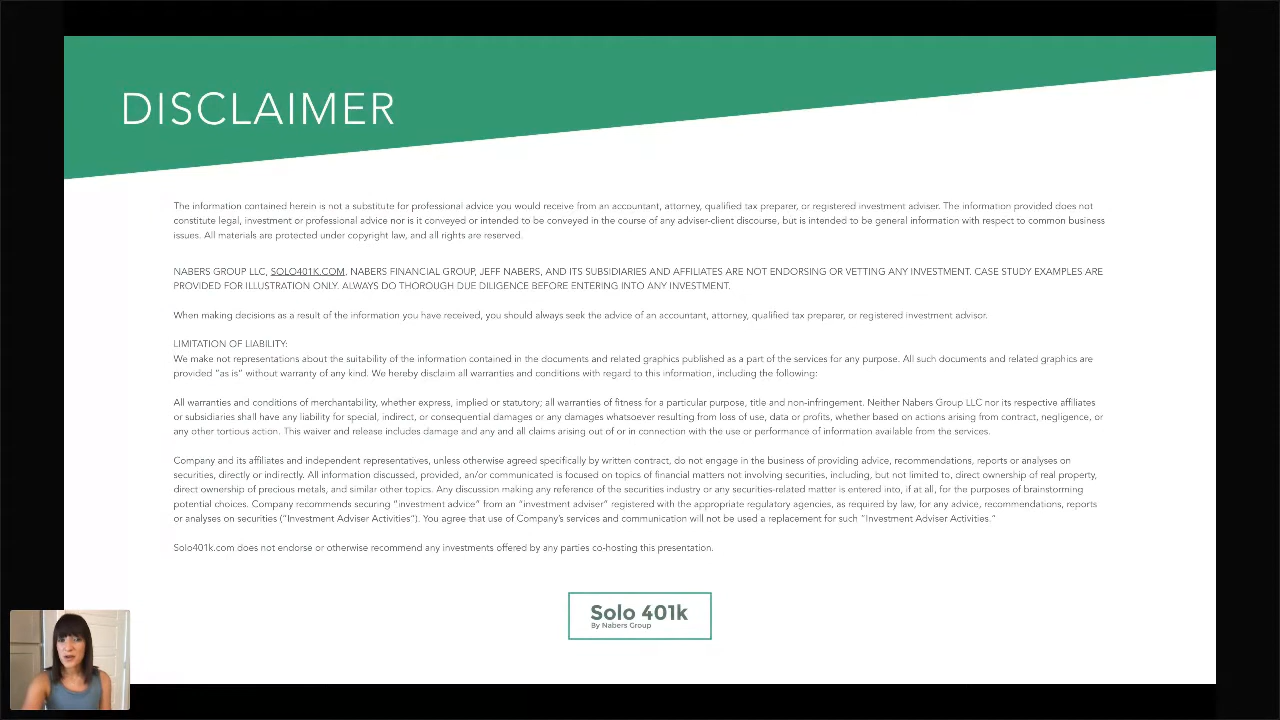 DISCLAIMER
The information contained herein is not a substitute for professional advice you would receive from an accountant, attorney, qualified tax preparer, or registered investment adviser. The information provided does not
constitute legal, investment or professional advice nor is it conveyed or intended to be conveyed in the course of any adviser-client discourse, but is intended to be general information with respect to common business
issues. All materials are protected under copyright law, and all rights are reserved.
NABERS GROUP LLC, SOLO401K.COM, NABERS FINANCIAL GROUP, JEFF NABERS, AND ITS SUBSIDIARIES AND AFFILIATES ARE NOT ENDORSING OR VETTING ANY INVESTMENT. CASE STUDY EXAMPLES ARE
PROVIDED FOR ILLUSTRATION ONLY. ALWAYS DO THOROUGH DUE DILIGENCE BEFORE ENTERING INTO ANY INVESTMENT.
When making decisions as a result of the information you have received, you should always seek the advice of an accountant, attorney, qualified tax preparer, or registered investment advisor.
LIMITATION OF LIABILITY:
We make not representations about the suitability of the information contained in the documents and related graphics published as a part of the services for any purpose. All such documents and related graphics are
provided “as is” without warranty of any kind. We hereby disclaim all warranties and conditions with regard to this information, including the following:
All warranties and conditions of merchantability, whether express, implied or statutory; all warranties of fitness for a particular purpose, title and non-infringement. Neither Nabers Group LLC nor its respective affiliates
or subsidiaries shall have any liability for special, indirect, or consequential damages or any damages whatsoever resulting from loss of use, data or profits, whether based on actions arising from contract, negligence, or
any other tortious action. This waiver and release includes damage and any and all claims arising out of or in connection with the use or performance of information available from the services.
Company and its affiliates and independent representatives, unless otherwise agreed specifically by written contract, do not engage in the business of providing advice, recommendations, reports or analyses on
securities, directly or indirectly. All information discussed, provided, an/or communicated is focused on topics of financial matters not involving securities, including, but not limited to, direct ownership of real property,
direct ownership of precious metals, and similar other topics. Any discussion making any reference of the securities industry or any securities-related matter is entered into, if at all, for the purposes of brainstorming
potential choices. Company recommends securing “investment advice” from an “investment adviser” registered with the appropriate regulatory agencies, as required by law, for any advice, recommendations, reports
or analyses on securities (“Investment Adviser Activities”). You agree that use of Company’s services and communication will not be used a replacement for such “Investment Adviser Activities.”
Solo401k.com does not endorse or otherwise recommend any investments offered by any parties co-hosting this presentation.
Solo 401k
By Nabers Group